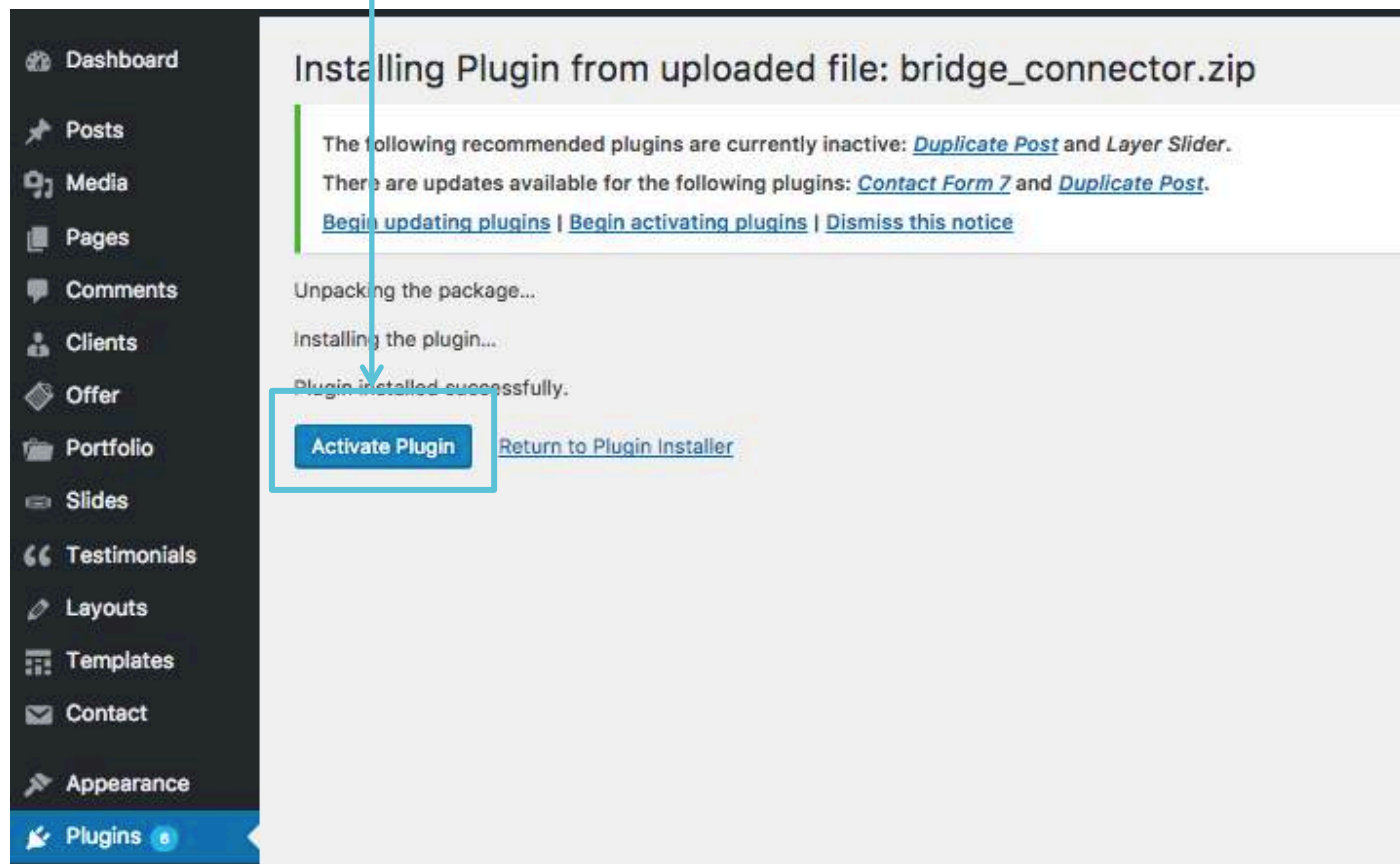 Dashboard
Posts
Media
Pages
Comments
Clients
Offer
Portfolio
Slides
Testimonials
Layouts
Templates
Contact
Appearance
Plugins 6
Installing Plugin from uploaded file: bridge_connector.zip
The following recommended plugins are currently inactive: Duplicate Post and Layer Slider.
There are updates available for the following plugins: Contact Form 7 and Duplicate Post.
Begin updating plugins | Begin activating plugins | Dismiss this notice
Unpacking the package...
Installing the plugin...
Plugin installed successfully.
Activate Plugin Return to Plugin Installer